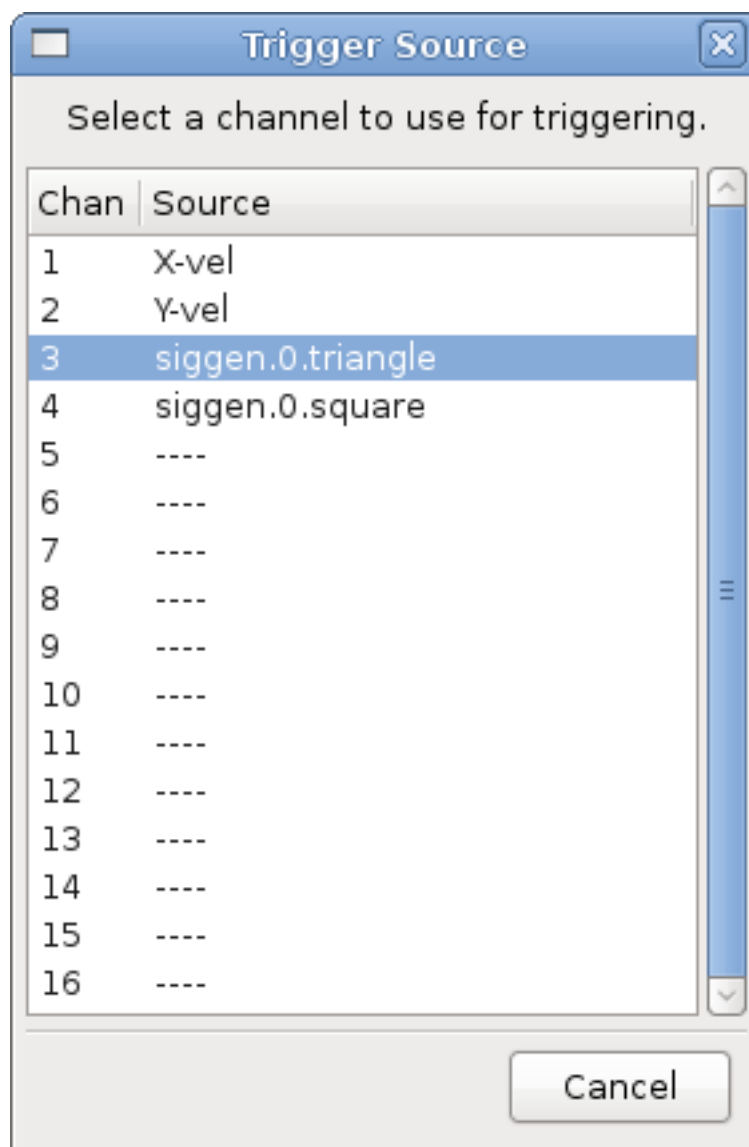 Trigger Source
Select a channel to use for triggering.
Chan Source
1 X-vel
2 Y-vel
3 siggen.0.triangle
4 siggen.0.square
5 ----
6 ----
7 ----
8 ----
9 ----
10 ----
11 ----
12 ----
13 ----
14 ----
15 ----
16 ----
Cancel